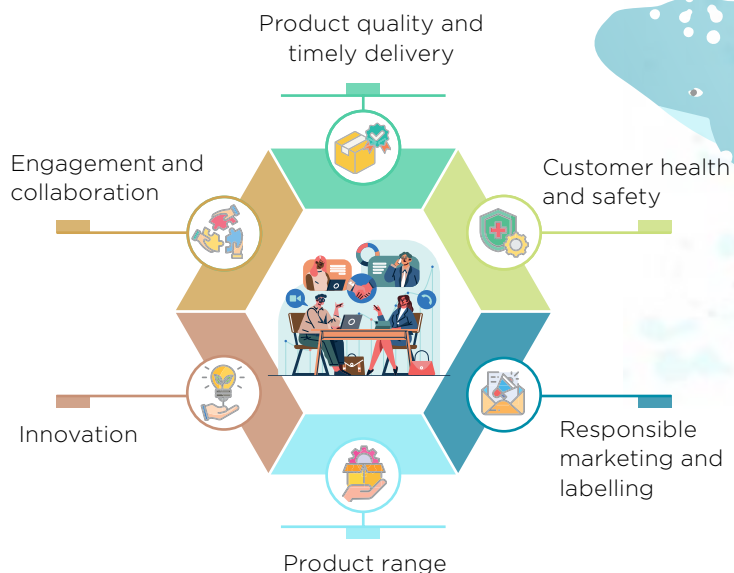 Product quality and
timely delivery
Engagement and
collaboration
Customer health
and safety
Innovation
Responsible
marketing and
labelling
Product range